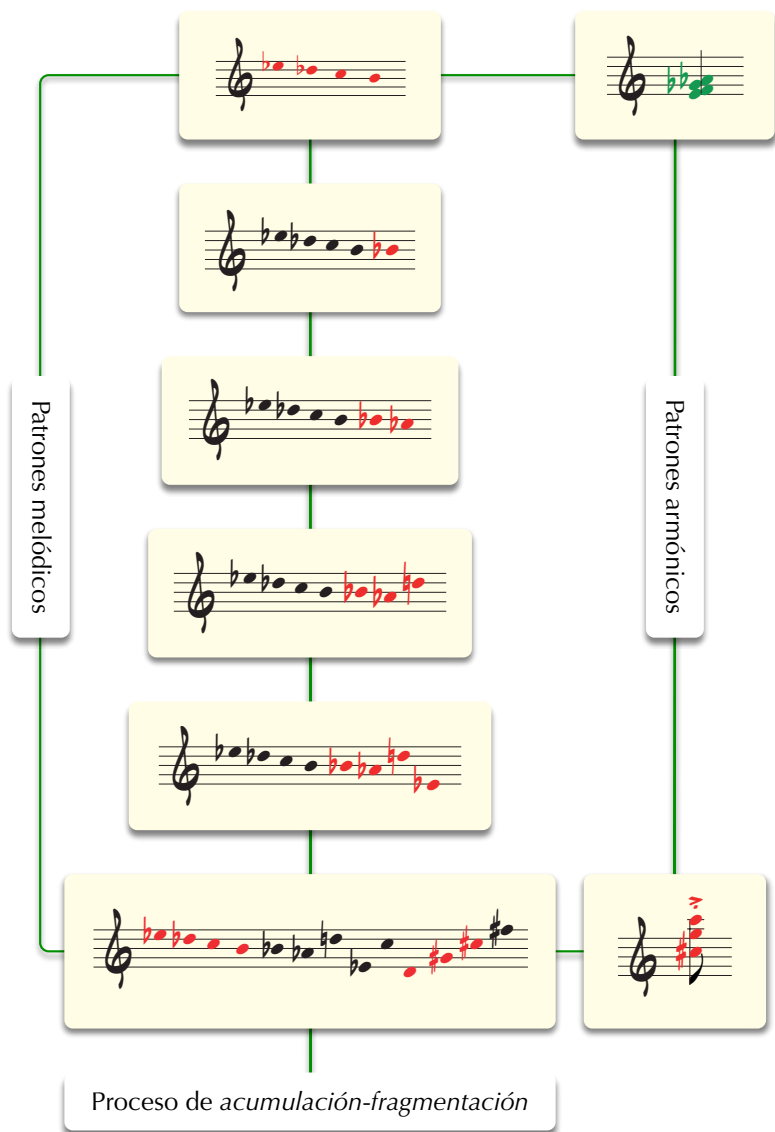 Patrones melódicos
Patrones armónicos
Proceso de acumulación-fragmentación